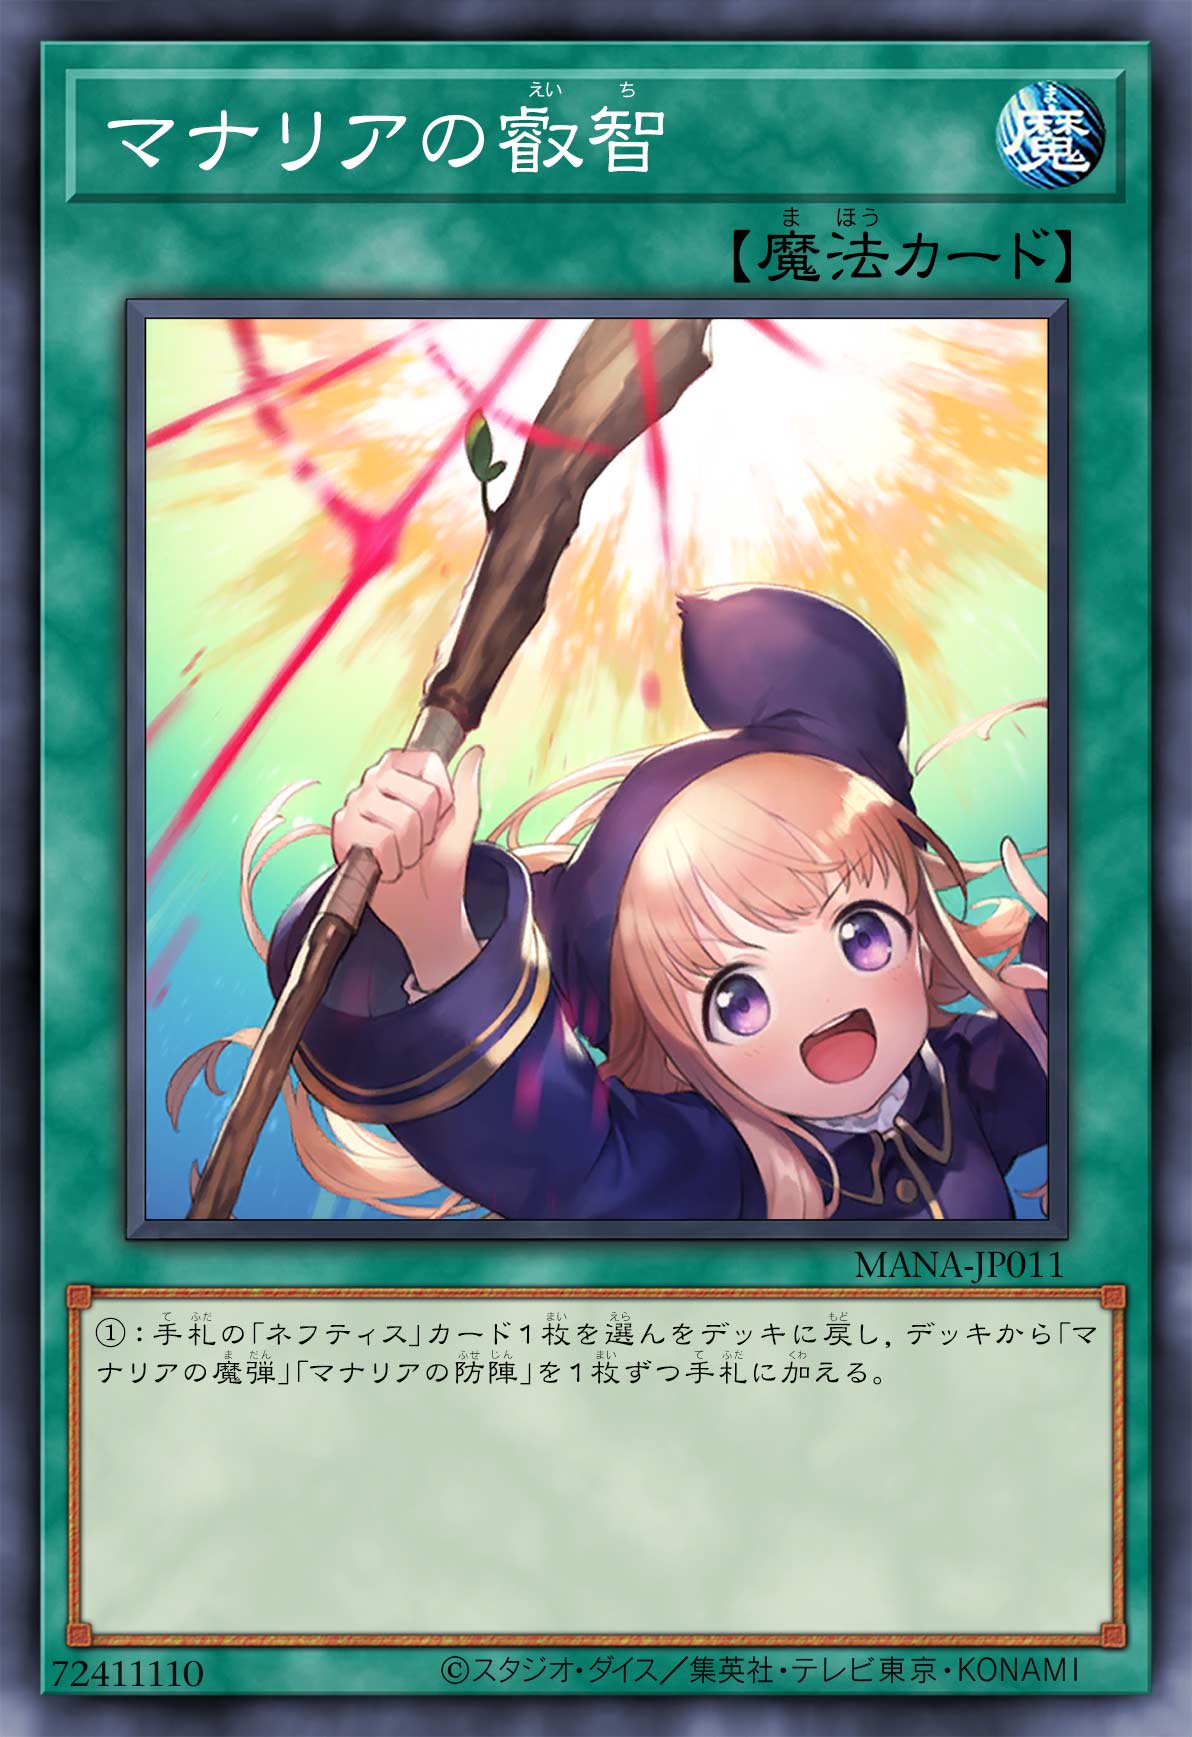 マナリアの叡智
魔
【魔法カード】
MANA-JP011
①：手札の「ネフティス」カード１枚を選んをデッキに戻し，デッキから「マ
ナリアの魔弾」「マナリアの防陣」を１枚ずつ手札に加える。
72411110
©スタジオ・ダイス／集英社・テレビ東京・KONAMI